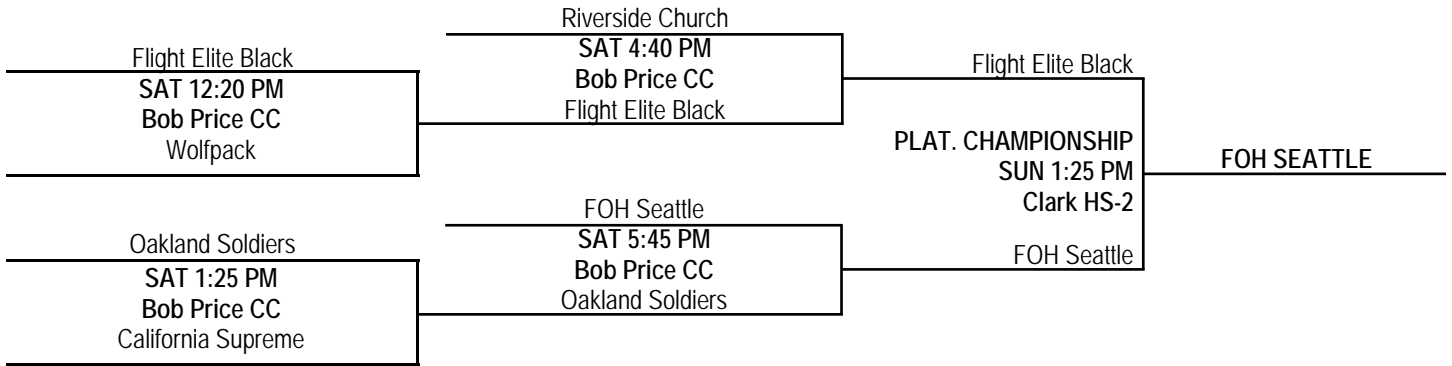 Riverside Church
Flight Elite Black
SAT 4:40 PM
Flight Elite Black
SAT 12:20 PM
Bob Price CC
Bob Price CC
Flight Elite Black
Wolfpack
PLAT. CHAMPIONSHIP
FOH SEATTLE
SUN 1:25 PM
Clark HS-2
FOH Seattle
Oakland Soldiers
SAT 5:45 PM
FOH Seattle
SAT 1:25 PM
Bob Price CC
Bob Price CC
Oakland Soldiers
California Supreme